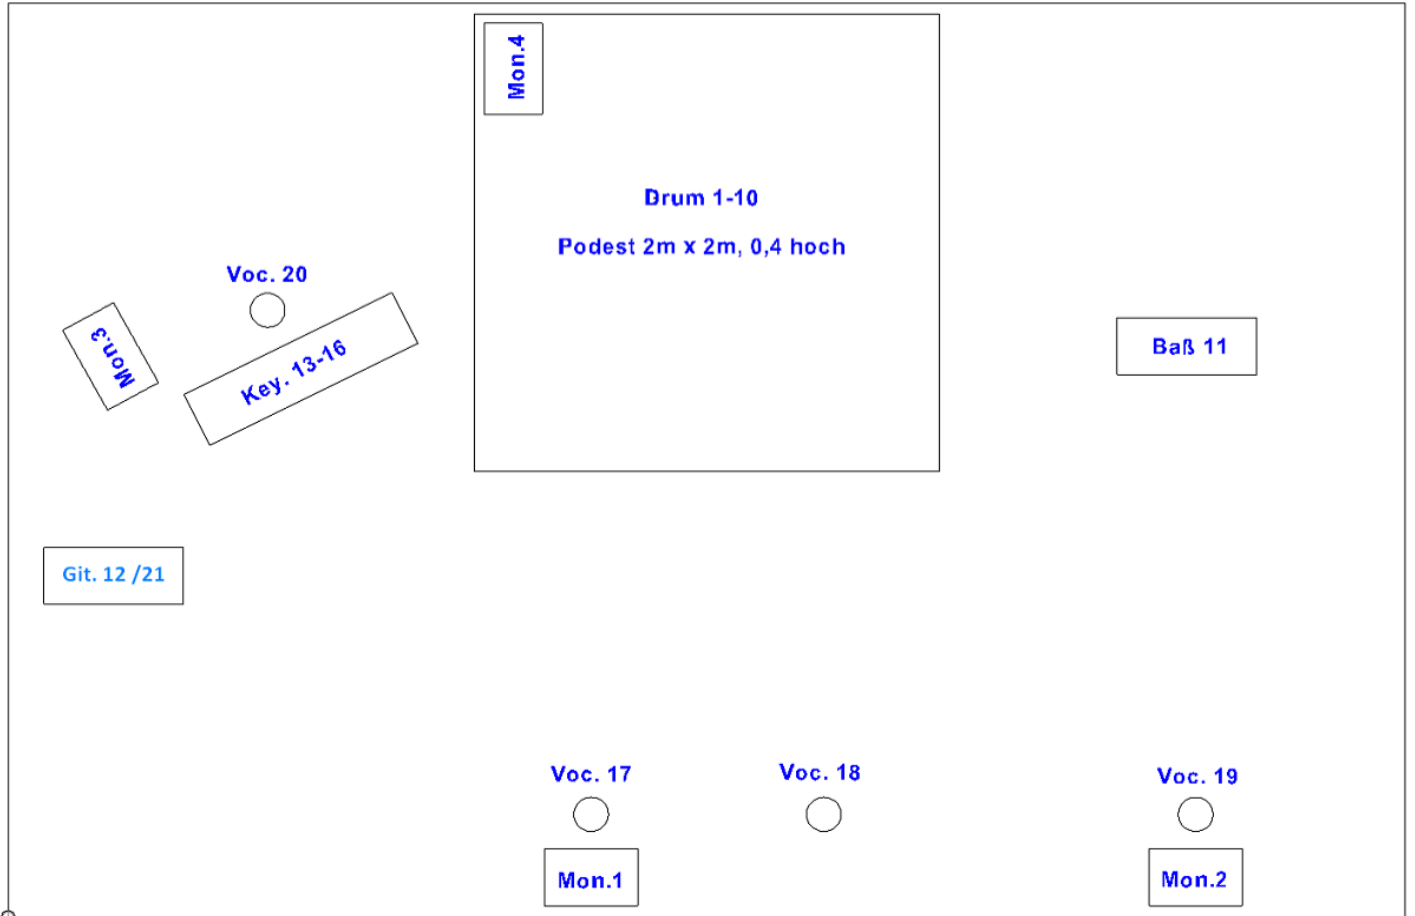 Mon.4
Drum 1-10
Podest 2m x 2m, 0,4 hoch
Voc. 20
Mon.3
Key. 13-16
Baß 11
Git. 12 /21
Voc. 17
Voc. 18
Voc. 19
Mon.1
Mon.2